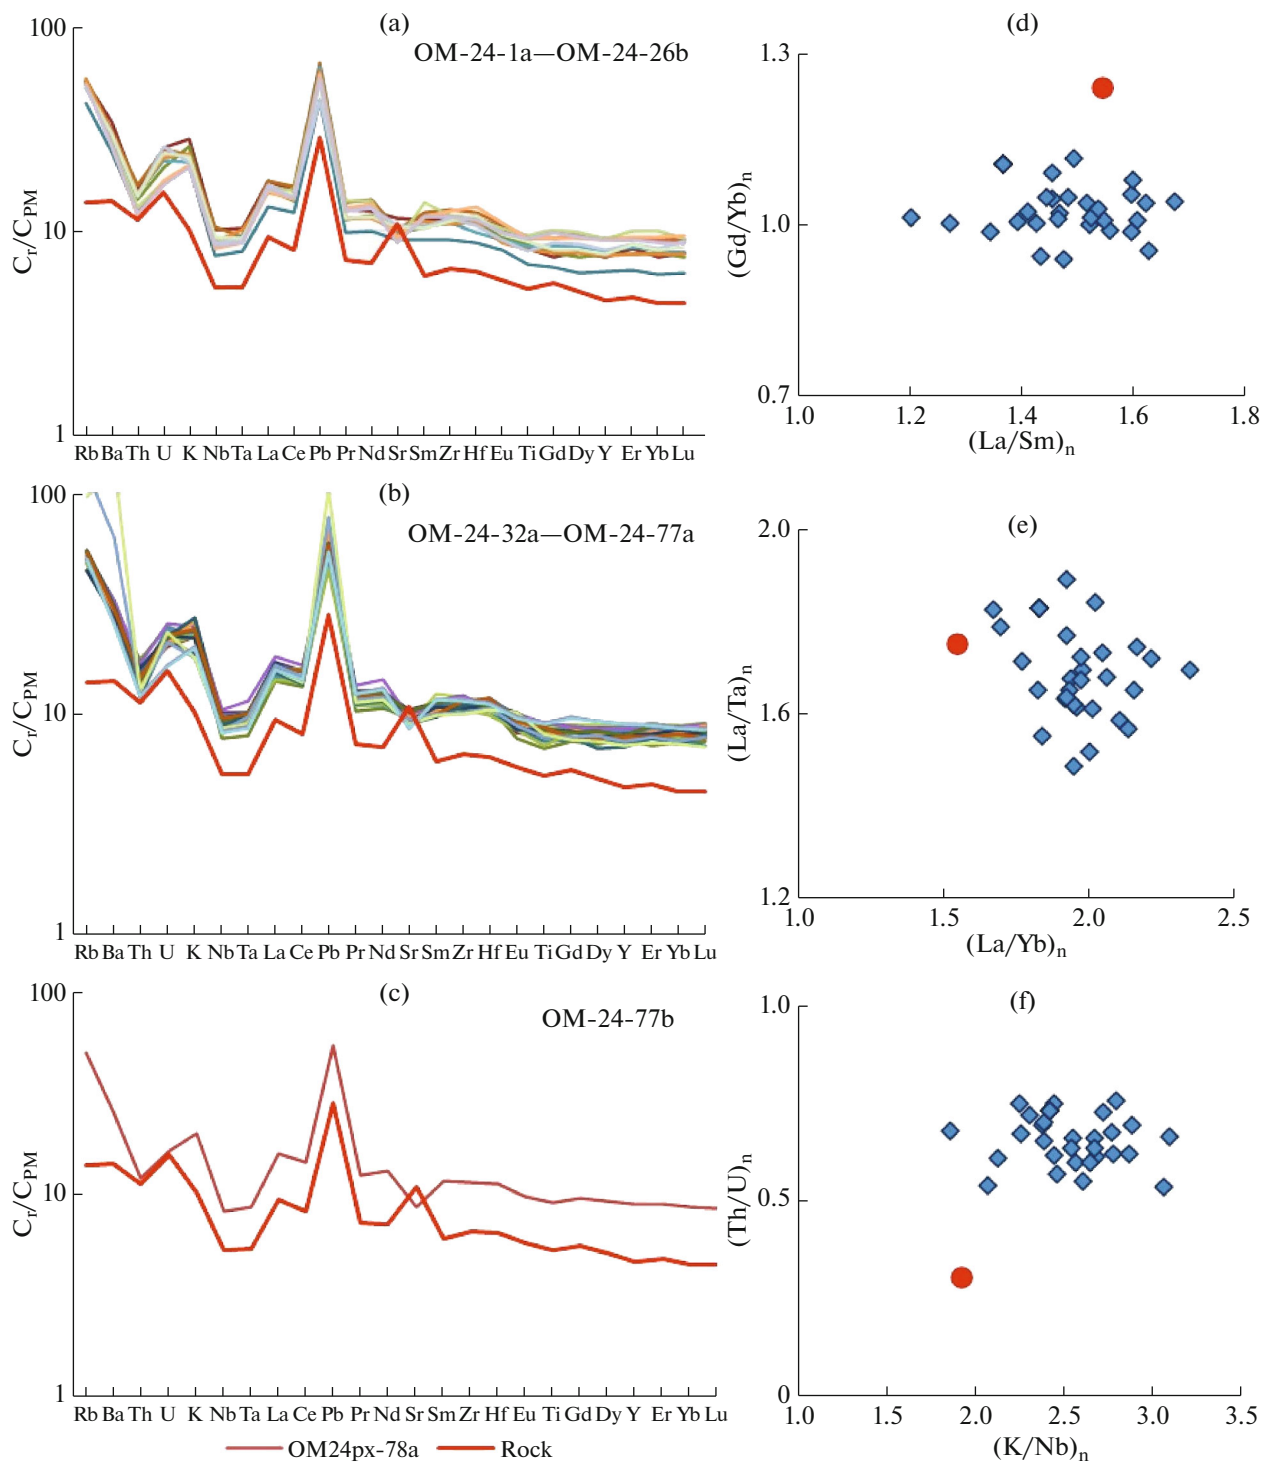 (a)
OM-24-1a—OM-24-26b
100
10
1
C_r/C_PM
Rb Ba Th U K Nb Ta La Ce Pb Pr Nd Sr Sm Zr Hf Eu Ti Gd Dy Y Er Yb Lu
(d)
1.3
1.0
0.7
(Gd/Yb)_n
1.0 1.2 1.4 1.6 1.8
(La/Sm)_n
(b)
OM-24-32a—OM-24-77a
100
10
1
C_r/C_PM
Rb Ba Th U K Nb Ta La Ce Pb Pr Nd Sr Sm Zr Hf Eu Ti Gd Dy Y Er Yb Lu
(e)
2.0
1.6
1.2
(La/Ta)_n
1.0 1.5 2.0 2.5
(La/Yb)_n
(c)
OM-24-77b
100
10
1
C_r/C_PM
Rb Ba Th U K Nb Ta La Ce Pb Pr Nd Sr Sm Zr Hf Eu Ti Gd Dy Y Er Yb Lu
OM24px-78a Rock
(f)
1.0
0.5
0
(Th/U)_n
1.0 1.5 2.0 2.5 3.0 3.5
(K/Nb)_n